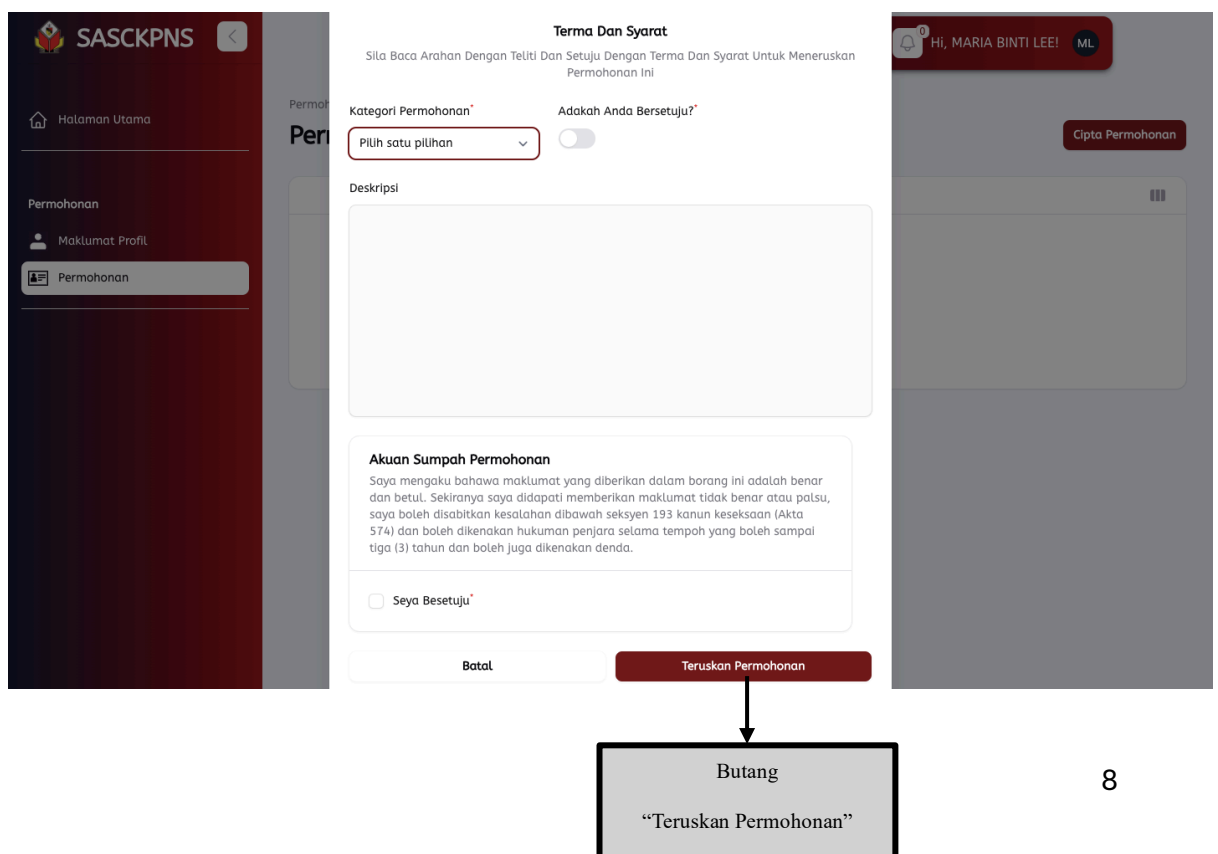 SASCKPNS
0
Hi, MARIA BINTI LEE!
ML
Halaman Utama
Permohonan
Maklumat Profil
Permohonan
Permoh
Per
Cipta Permohonan
Terma Dan Syarat
Sila Baca Arahan Dengan Teliti Dan Setuju Dengan Terma Dan Syarat Untuk Meneruskan
Permohonan Ini
Kategori Permohonan*
Adakah Anda Bersetuju?*
Pilih satu pilihan
Deskripsi
Akuan Sumpah Permohonan
Saya mengaku bahawa maklumat yang diberikan dalam borang ini adalah benar
dan betul. Sekiranya saya didapati memberikan maklumat tidak benar atau palsu,
saya boleh disabitkan kesalahan dibawah seksyen 193 kanun keseksaan (Akta
574) dan boleh dikenakan hukuman penjara selama tempoh yang boleh sampai
tiga (3) tahun dan boleh juga dikenakan denda.
Seya Besetuju*
Batal
Teruskan Permohonan
Butang
“Teruskan Permohonan”
8